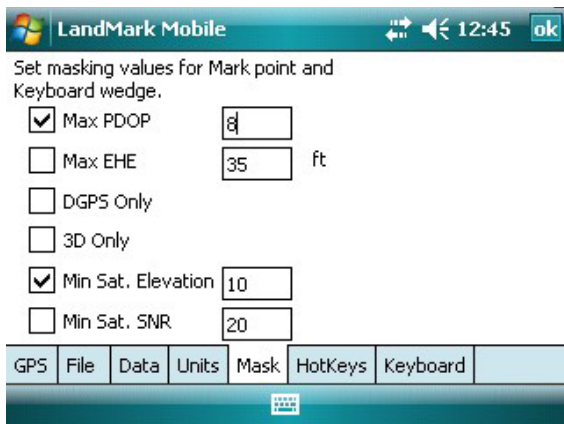 LandMark Mobile 12:45 ok
Set masking values for Mark point and
Keyboard wedge.
Max PDOP 8
Max EHE 35 ft
DGPS Only
3D Only
Min Sat. Elevation 10
Min Sat. SNR 20
GPS File Data Units Mask HotKeys Keyboard